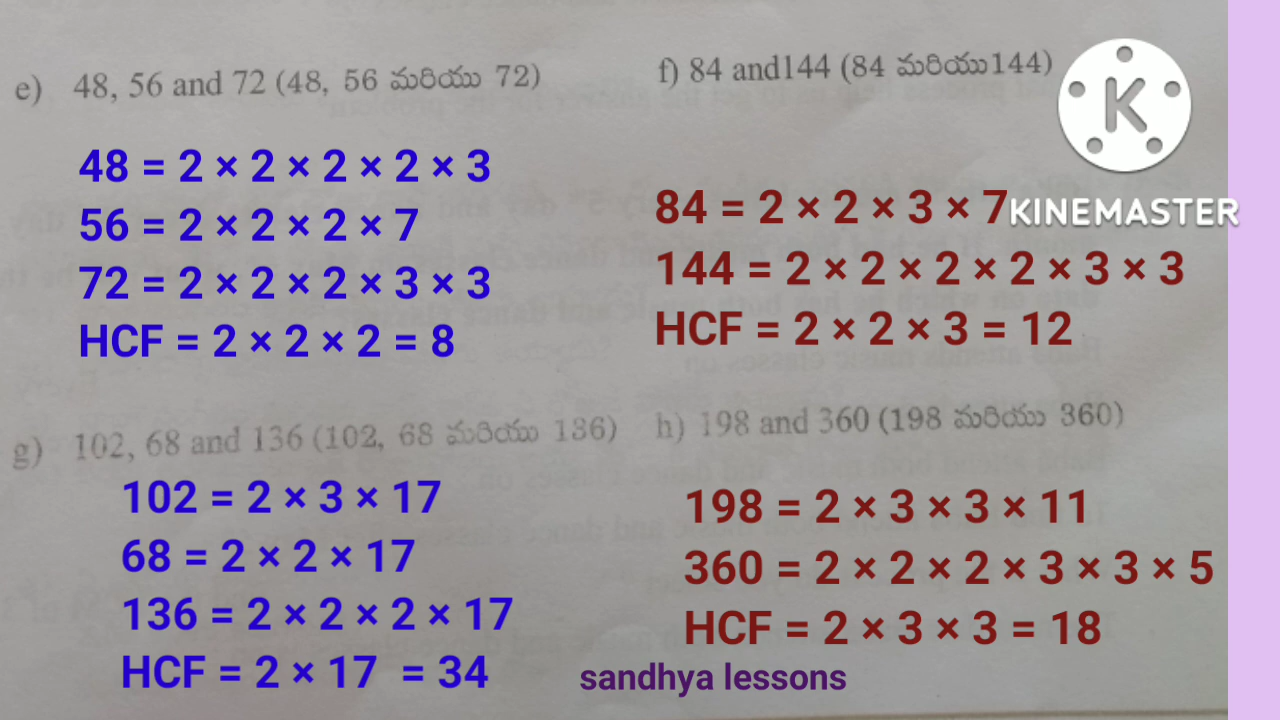 e) 48, 56 and 72 (48, 56 మరియు 72)
48 = 2 × 2 × 2 × 2 × 3
56 = 2 × 2 × 2 × 7
72 = 2 × 2 × 2 × 3 × 3
HCF = 2 × 2 × 2 = 8
f) 84 and144 (84 మరియు144)
84 = 2 × 2 × 3 × 7
144 = 2 × 2 × 2 × 2 × 3 × 3
HCF = 2 × 2 × 3 = 12
K
KINEMASTER
g) 102, 68 and 136 (102, 68 మరియు 136)
102 = 2 × 3 × 17
68 = 2 × 2 × 17
136 = 2 × 2 × 2 × 17
HCF = 2 × 17 = 34
h) 198 and 360 (198 మరియు 360)
198 = 2 × 3 × 3 × 11
360 = 2 × 2 × 2 × 3 × 3 × 5
HCF = 2 × 3 × 3 = 18
sandhya lessons